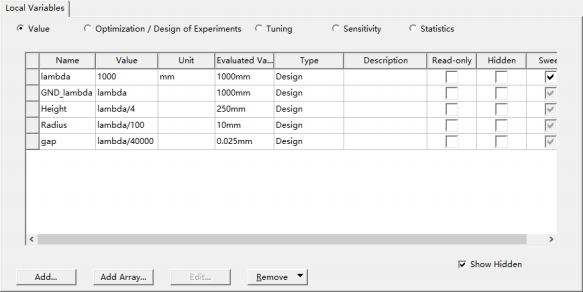 Local Variables
Value Optimization / Design of Experiments Tuning Sensitivity Statistics
Name Value Unit Evaluated Va... Type Description Read-only Hidden Swee
lambda 1000 mm 1000mm Design
GND_lambda lambda 1000mm Design
Height lambda/4 250mm Design
Radius lambda/100 10mm Design
gap lambda/40000 0.025mm Design
Show Hidden
Add... Add Array... Edit... Remove